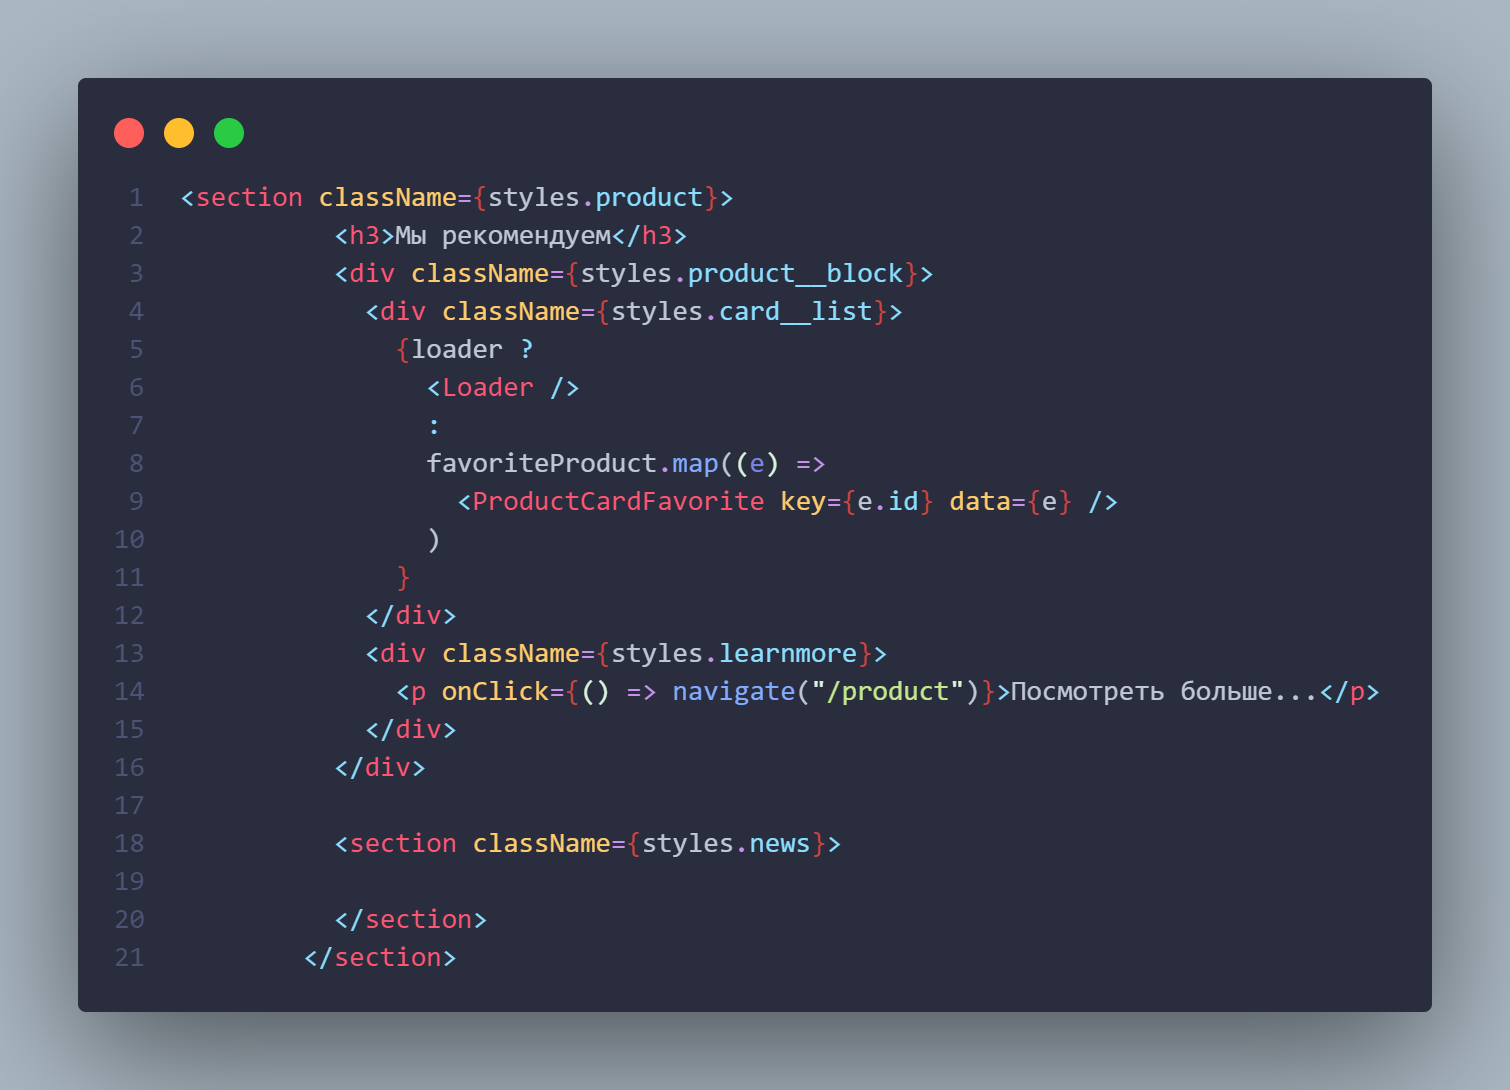 1 <section className={styles.product}>
2           <h3>Мы рекомендуем</h3>
3           <div className={styles.product__block}>
4             <div className={styles.card__list}>
5               {loader ?
6                 <Loader />
7                 :
8                 favoriteProduct.map((e) =>
9                   <ProductCardFavorite key={e.id} data={e} />
10                 )
11               }
12             </div>
13             <div className={styles.learnmore}>
14               <p onClick={() => navigate("/product")}>Посмотреть больше...</p>
15             </div>
16           </div>
17
18           <section className={styles.news}>
19
20           </section>
21         </section>